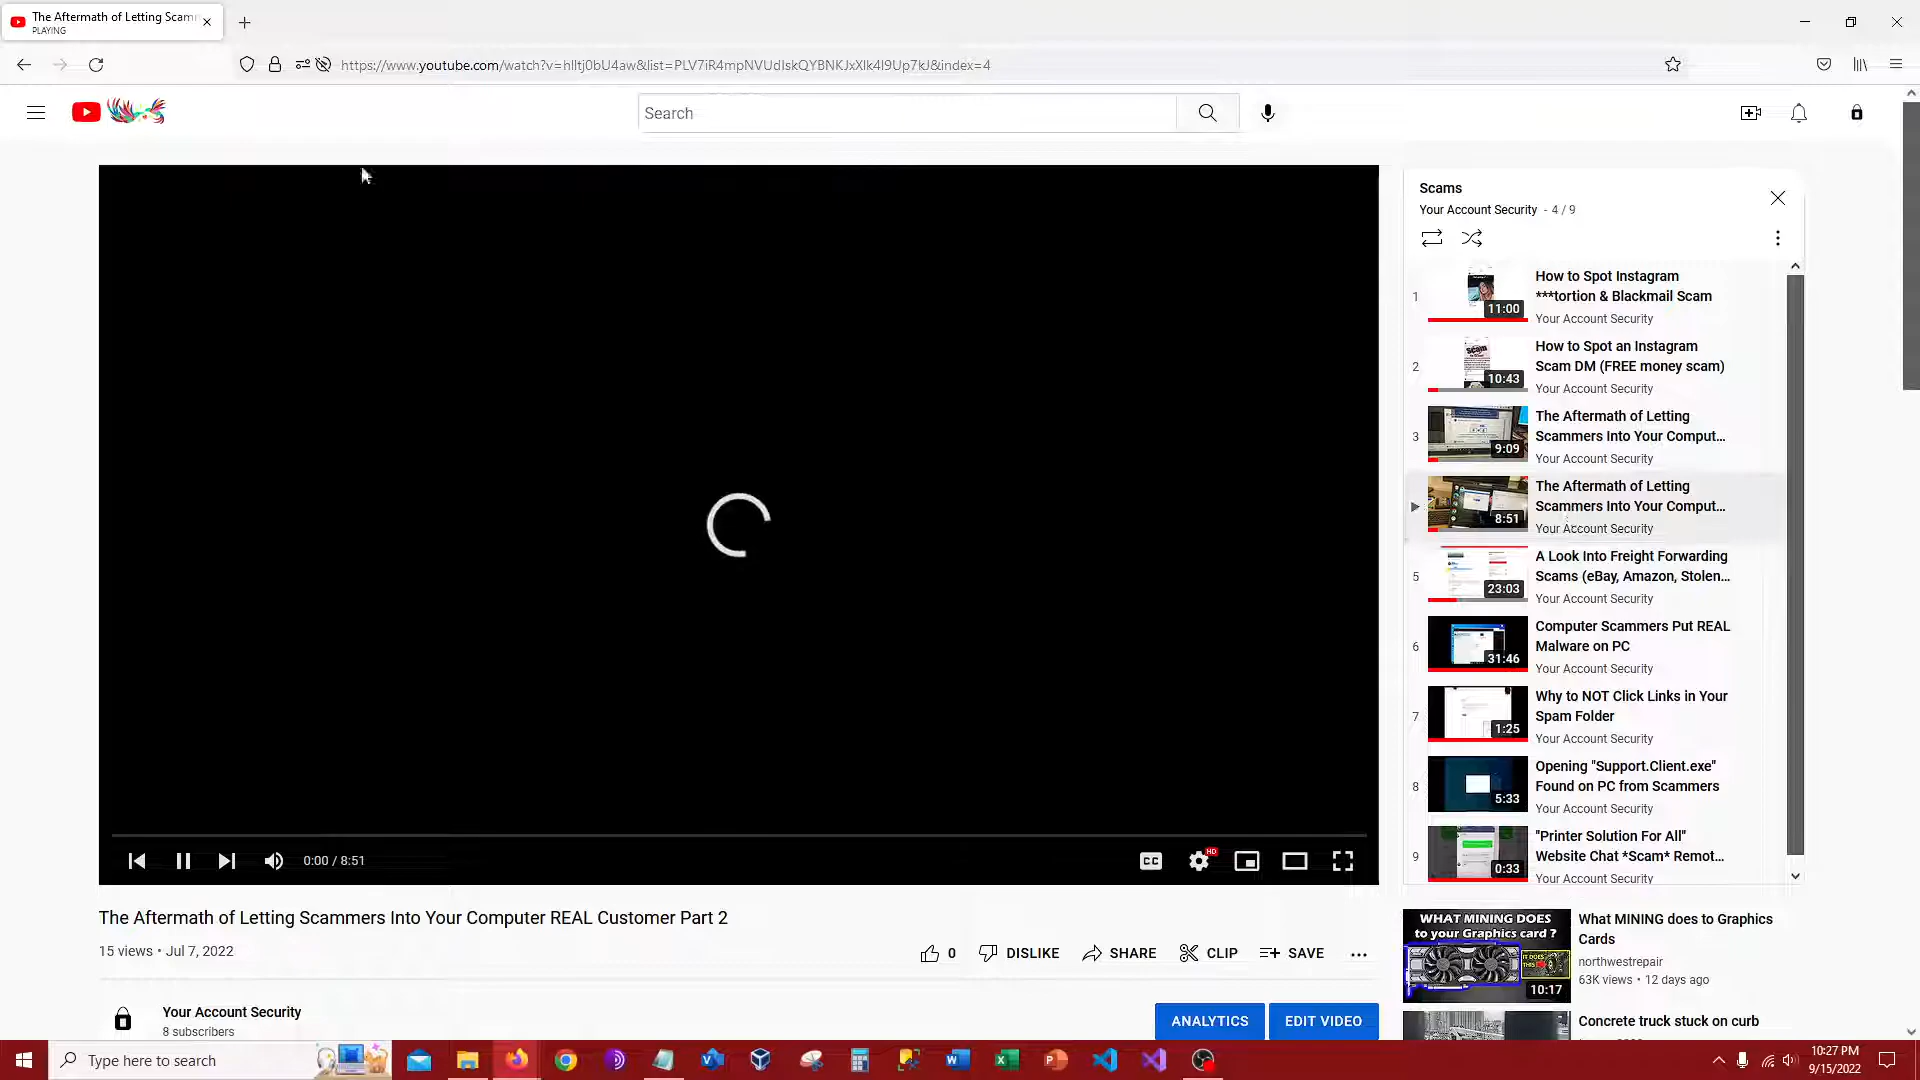 The Aftermath of Letting Scam
PLAYING
https://www.youtube.com/watch?v=hlltj0bU4aw&list=PLV7iR4mpNVUdIskQYBNKJxXlk4I9Up7kJ&index=4
Search
Scams
Your Account Security - 4 / 9
1
11:00
How to Spot Instagram
***tortion & Blackmail Scam
Your Account Security
2
Scam
10:43
How to Spot an Instagram
Scam DM (FREE money scam)
Your Account Security
3
9:09
The Aftermath of Letting
Scammers Into Your Comput...
Your Account Security
8:51
The Aftermath of Letting
Scammers Into Your Comput...
Your Account Security
5
23:03
A Look Into Freight Forwarding
Scams (eBay, Amazon, Stolen...
Your Account Security
6
31:46
Computer Scammers Put REAL
Malware on PC
Your Account Security
7
1:25
Why to NOT Click Links in Your
Spam Folder
Your Account Security
8
5:33
Opening "Support.Client.exe"
Found on PC from Scammers
Your Account Security
9
0:33
"Printer Solution For All"
Website Chat *Scam* Remot...
Your Account Security
0:00 / 8:51
CC
HD
The Aftermath of Letting Scammers Into Your Computer REAL Customer Part 2
15 views • Jul 7, 2022
0
DISLIKE
SHARE
CLIP
SAVE
Your Account Security
8 subscribers
ANALYTICS
EDIT VIDEO
WHAT MINING DOES
to your Graphics card ?
IT DOES
THIS
10:17
What MINING does to Graphics
Cards
northwestrepair
63K views • 12 days ago
Concrete truck stuck on curb
Type here to search
10:27 PM
9/15/2022